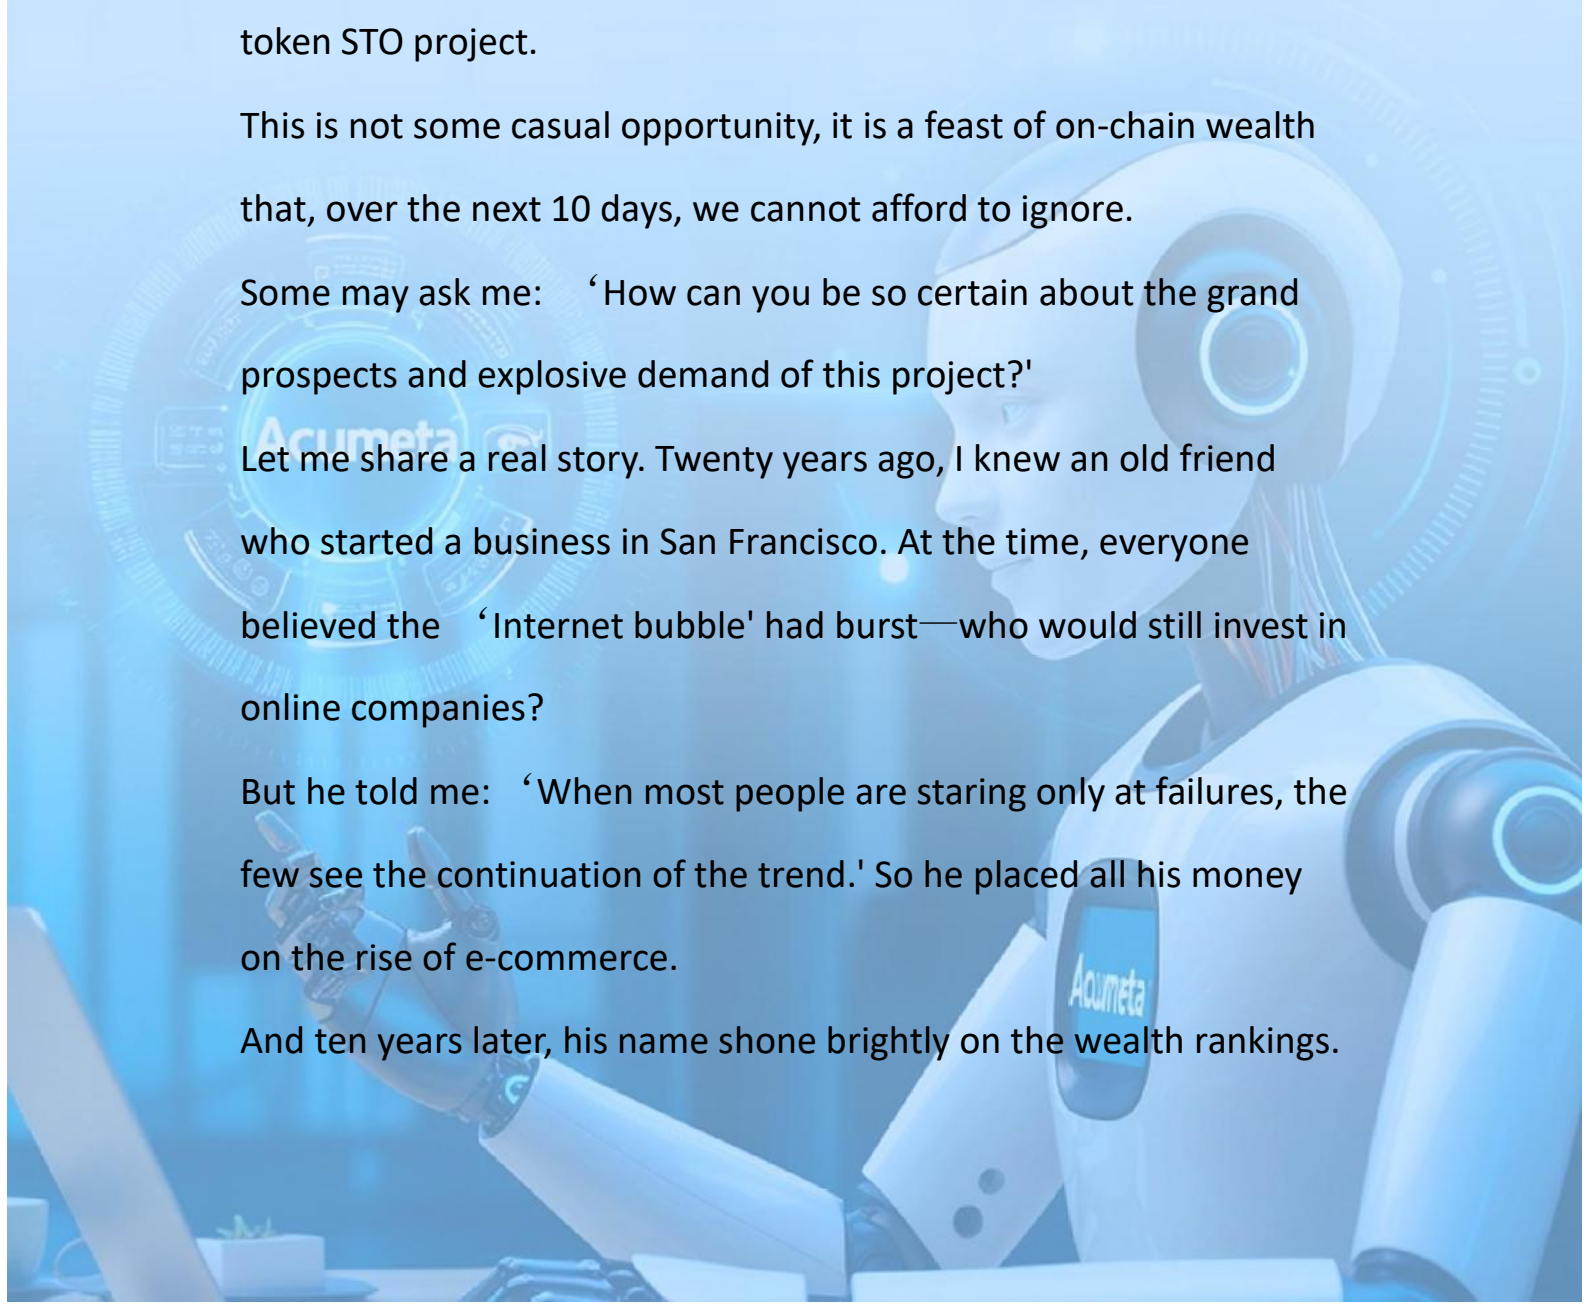 token STO project.
This is not some casual opportunity, it is a feast of on-chain wealth
that, over the next 10 days, we cannot afford to ignore.
Some may ask me: ‘How can you be so certain about the grand
prospects and explosive demand of this project?'
Acumeta
Let me share a real story. Twenty years ago, I knew an old friend
who started a business in San Francisco. At the time, everyone
believed the ‘Internet bubble' had burst—who would still invest in
online companies?
But he told me: ‘When most people are staring only at failures, the
few see the continuation of the trend.' So he placed all his money
on the rise of e-commerce.
Acumeta
And ten years later, his name shone brightly on the wealth rankings.